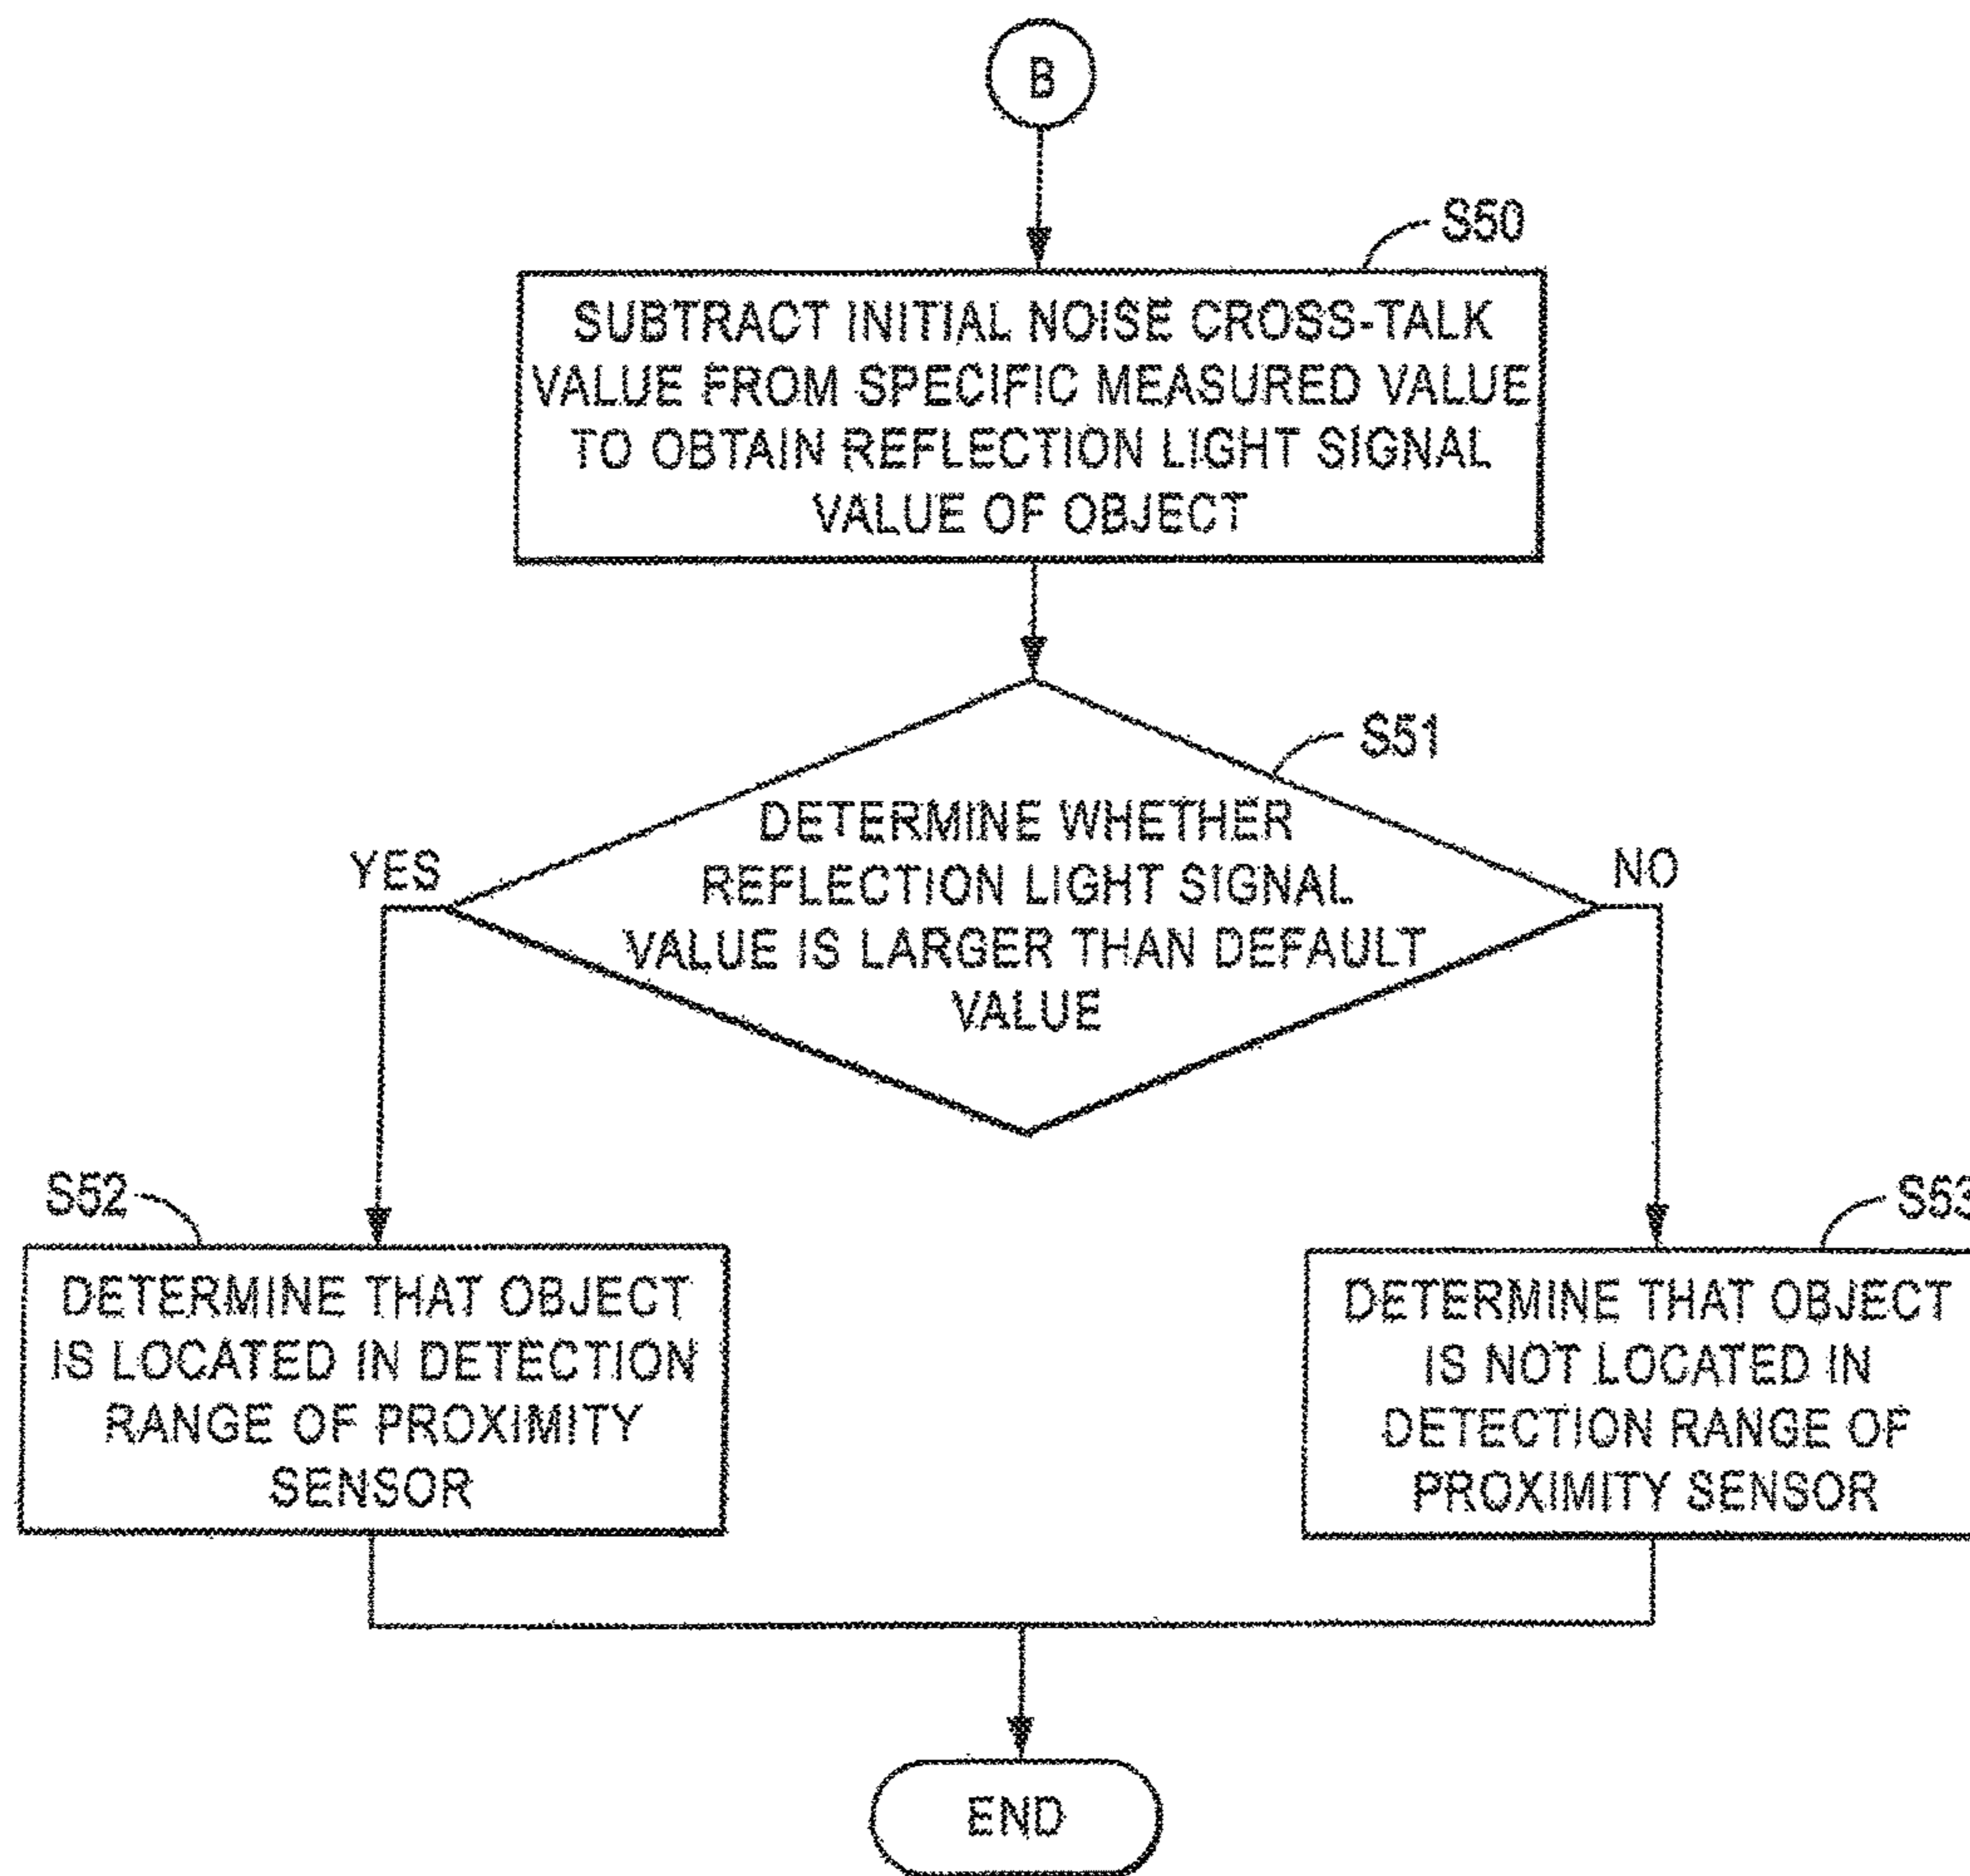 B
S50
SUBTRACT INITIAL NOISE CROSS-TALK
VALUE FROM SPECIFIC MEASURED VALUE
TO OBTAIN REFLECTION LIGHT SIGNAL
VALUE OF OBJECT
S51
DETERMINE WHETHER
REFLECTION LIGHT SIGNAL
VALUE IS LARGER THAN DEFAULT
VALUE
YES
NO
S52
DETERMINE THAT OBJECT
IS LOCATED IN DETECTION
RANGE OF PROXIMITY
SENSOR
S53
DETERMINE THAT OBJECT
IS NOT LOCATED IN
DETECTION RANGE OF
PROXIMITY SENSOR
END